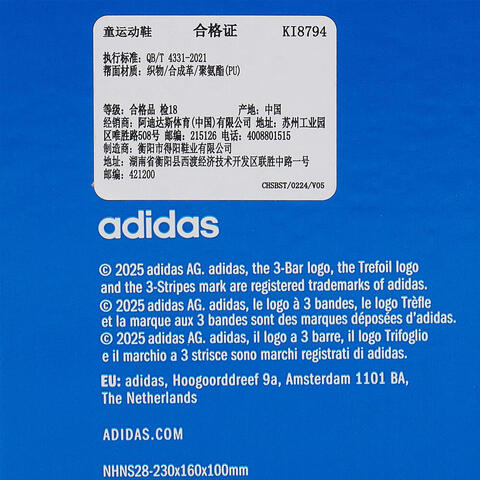 童运动鞋 合格证 KI8794
执行标准: QB/T 4331-2021
帮面材质: 织物/合成革/聚氨酯(PU)
等级: 合格品 检18 产地: 中国
经销商: 阿迪达斯体育(中国)有限公司 地址: 苏州工业园
区唯胜路508号 邮编: 215126 电话: 4008801515
制造商: 衡阳市得阳鞋业有限公司
地址: 湖南省衡阳县西渡经济技术开发区联胜中路一号
邮编: 421200
CHSBST/0224/V05
adidas
© 2025 adidas AG. adidas, the 3-Bar logo, the Trefoil logo
and the 3-Stripes mark are registered trademarks of adidas.
© 2025 adidas AG. adidas, le logo à 3 bandes, le logo Trèfle
et la marque aux 3 bandes sont des marques déposées d'adidas.
© 2025 adidas AG. adidas, il logo a 3 barre, il logo Trifoglio
e il marchio a 3 strisce sono marchi registrati di adidas.
EU: adidas, Hoogoorddreef 9a, Amsterdam 1101 BA,
The Netherlands
ADIDAS.COM
NHNS28-230x160x100mm